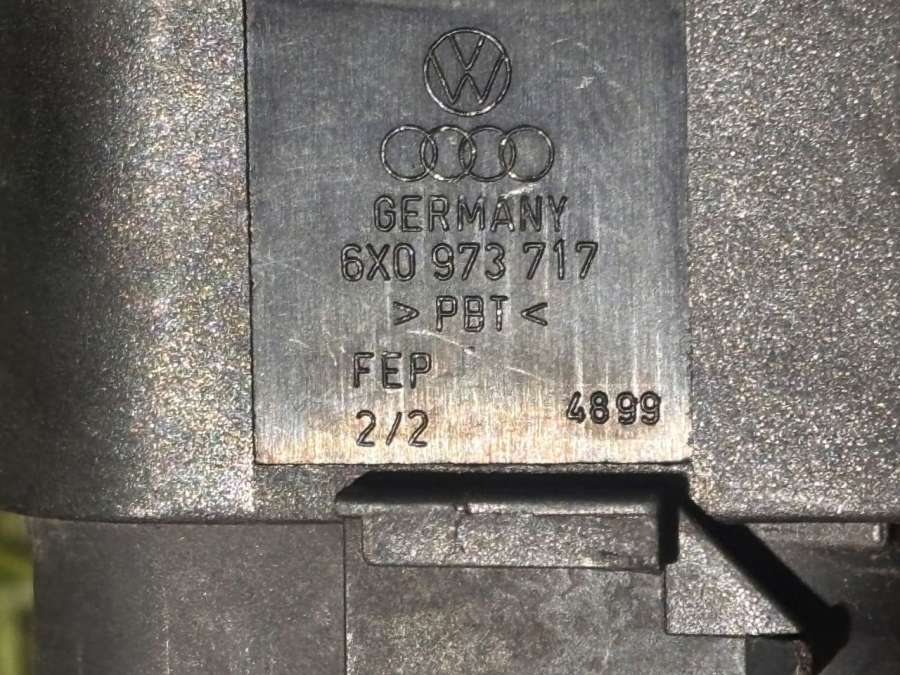 GERMANY
6X0 973 717
> PBT <
FEP
2/2
4899